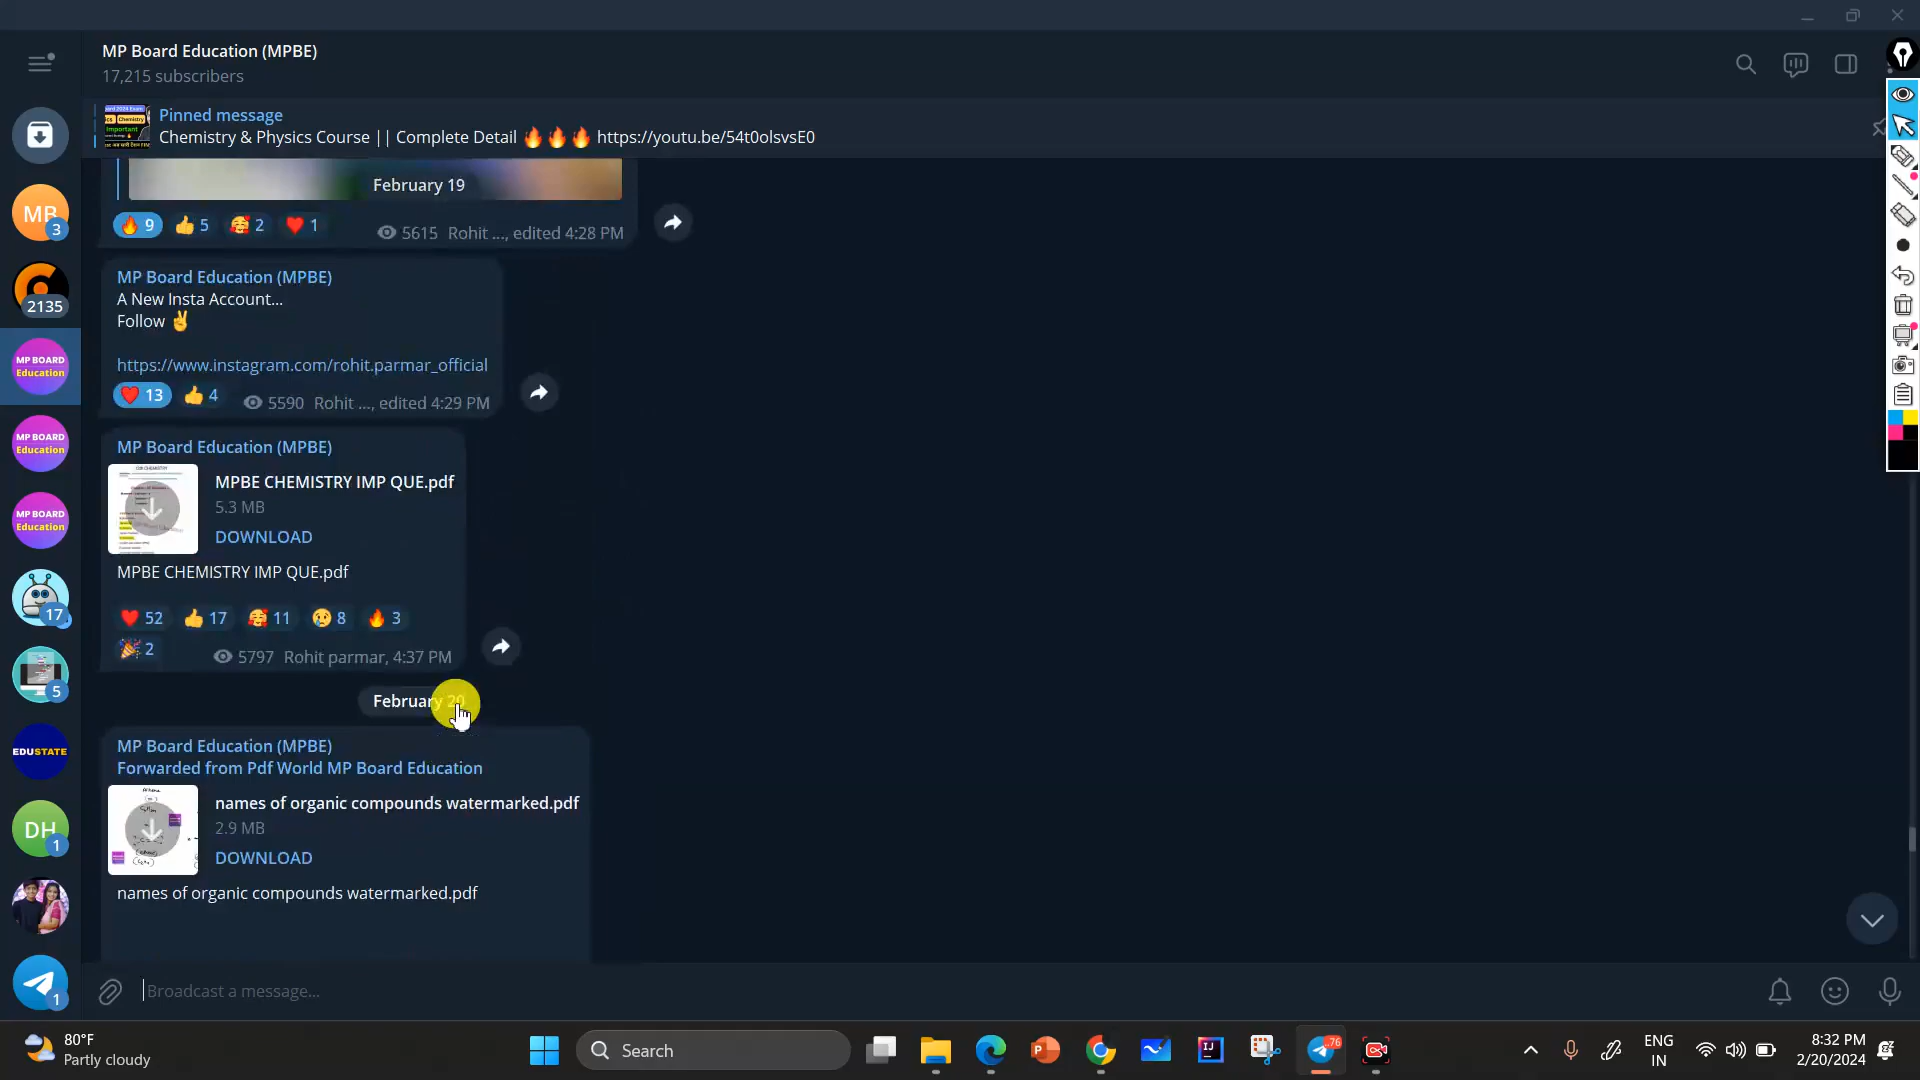 MP Board Education (MPBE)
17,215 subscribers
Pinned message
Chemistry & Physics Course || Complete Detail 🔥🔥🔥 https://youtu.be/54t0olsvsE0
February 19
🔥 9 👍 5 🥰 2 ❤️ 1 5615 Rohit ..., edited 4:28 PM
MP Board Education (MPBE)
A New Insta Account...
Follow ✌️
https://www.instagram.com/rohit.parmar_official
❤️ 13 👍 4 5590 Rohit ..., edited 4:29 PM
MP Board Education (MPBE)
MPBE CHEMISTRY IMP QUE.pdf
5.3 MB
DOWNLOAD
MPBE CHEMISTRY IMP QUE.pdf
❤️ 52 👍 17 🥰 11 😢 8 🔥 3
🎉 2 5797 Rohit parmar, 4:37 PM
February 20
MP Board Education (MPBE)
Forwarded from Pdf World MP Board Education
names of organic compounds watermarked.pdf
2.9 MB
DOWNLOAD
names of organic compounds watermarked.pdf
Broadcast a message...
MB
3
2135
MP BOARD
Education
MP BOARD
Education
MP BOARD
Education
17
5
EDUSTATE
DH
1
1
80°F
Partly cloudy
Search
76
ENG
IN
8:32 PM
2/20/2024